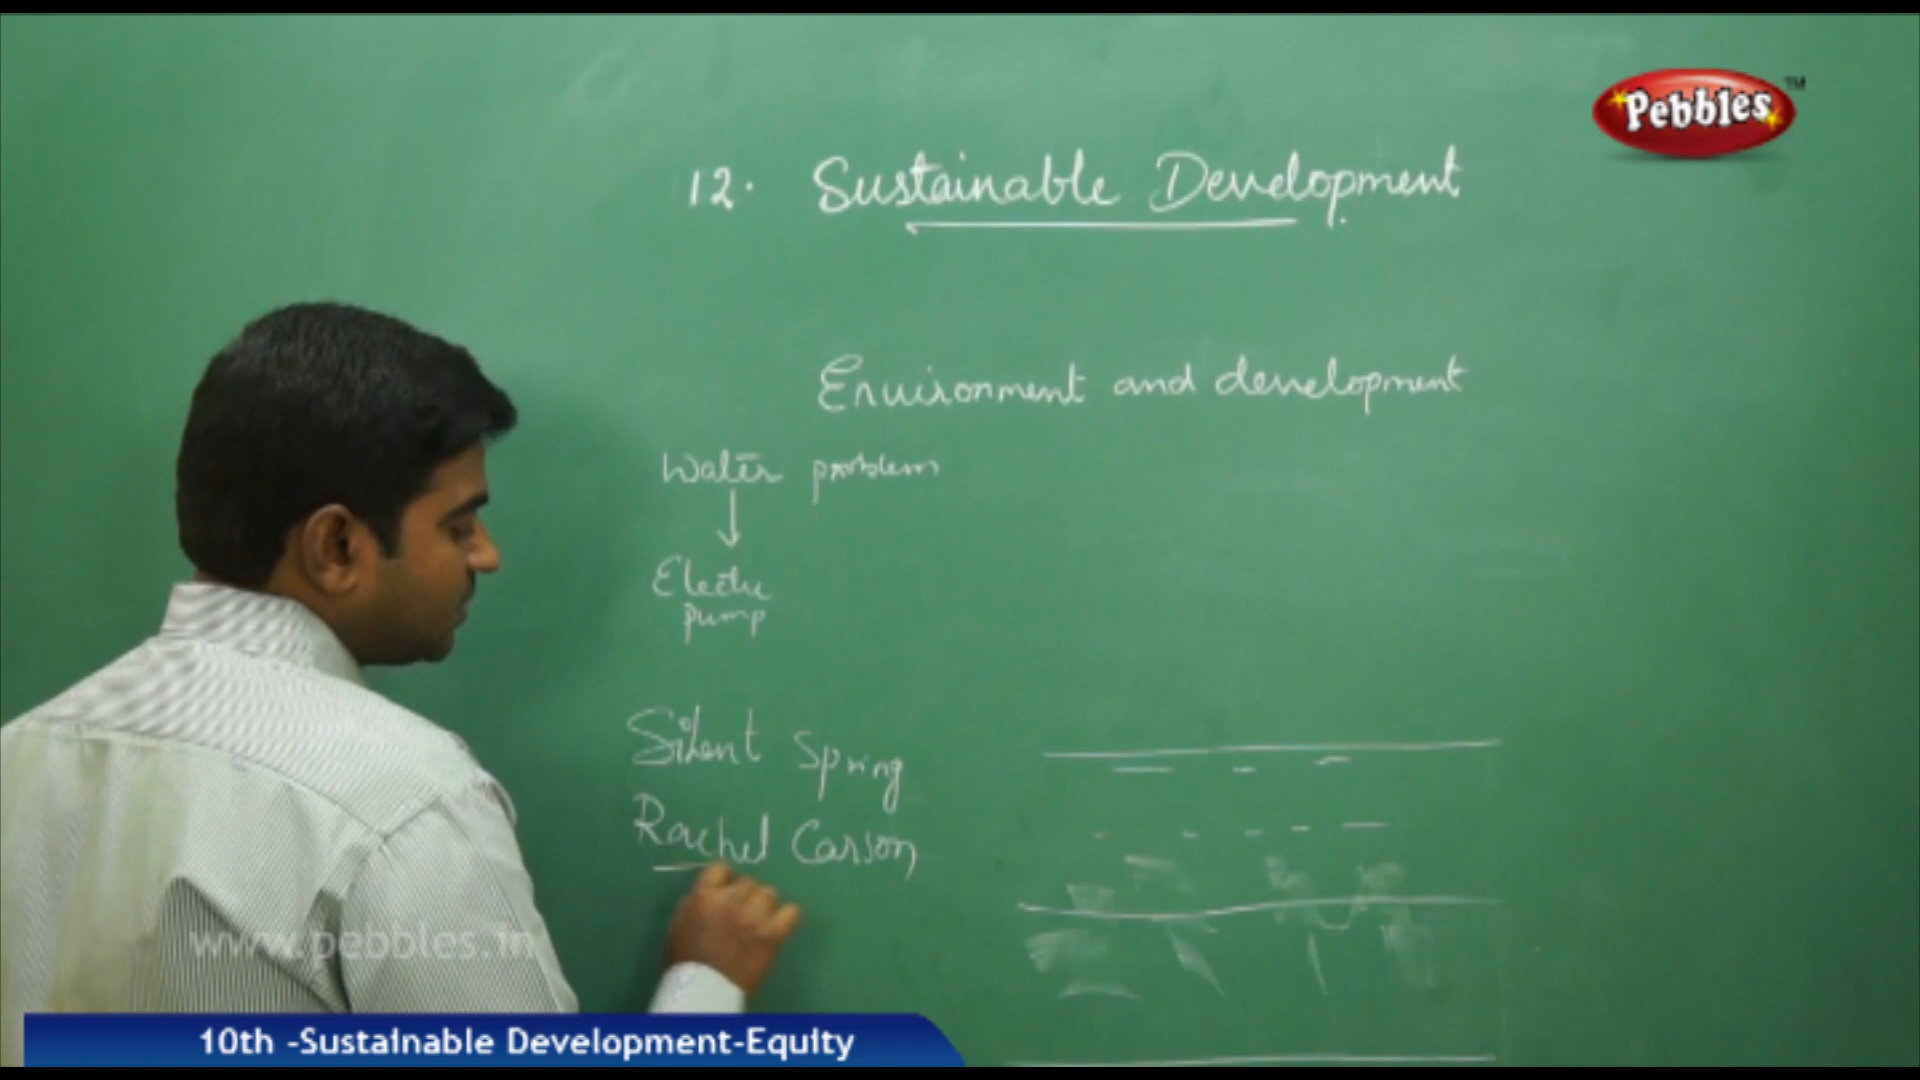 Pebbles™
12. Sustainable Development
Environment and development
Water problem
Electric
pump
Silent Spring
Rachel Carson
www.pebbles.in
10th -Sustainable Development-Equity